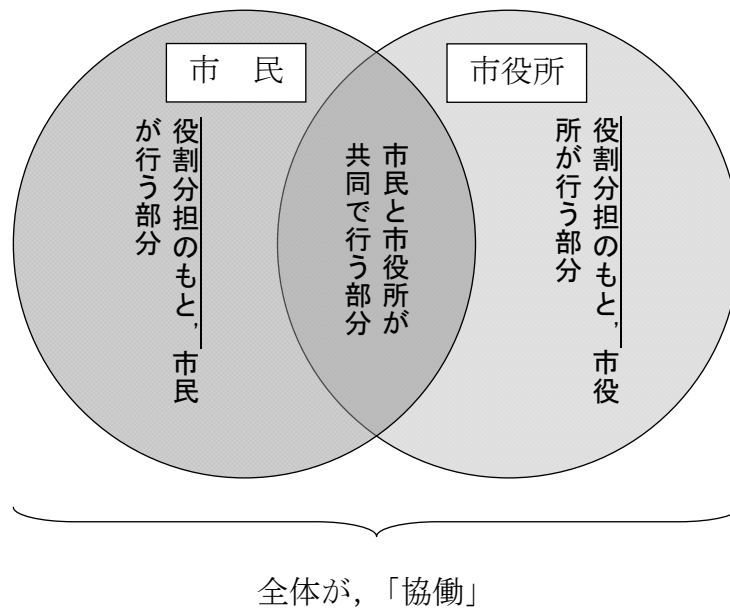 市　民
市役所
役割分担のもと，市民
が行う部分
市民と市役所が
共同で行う部分
役割分担のもと，市役
所が行う部分
全体が，「協働」